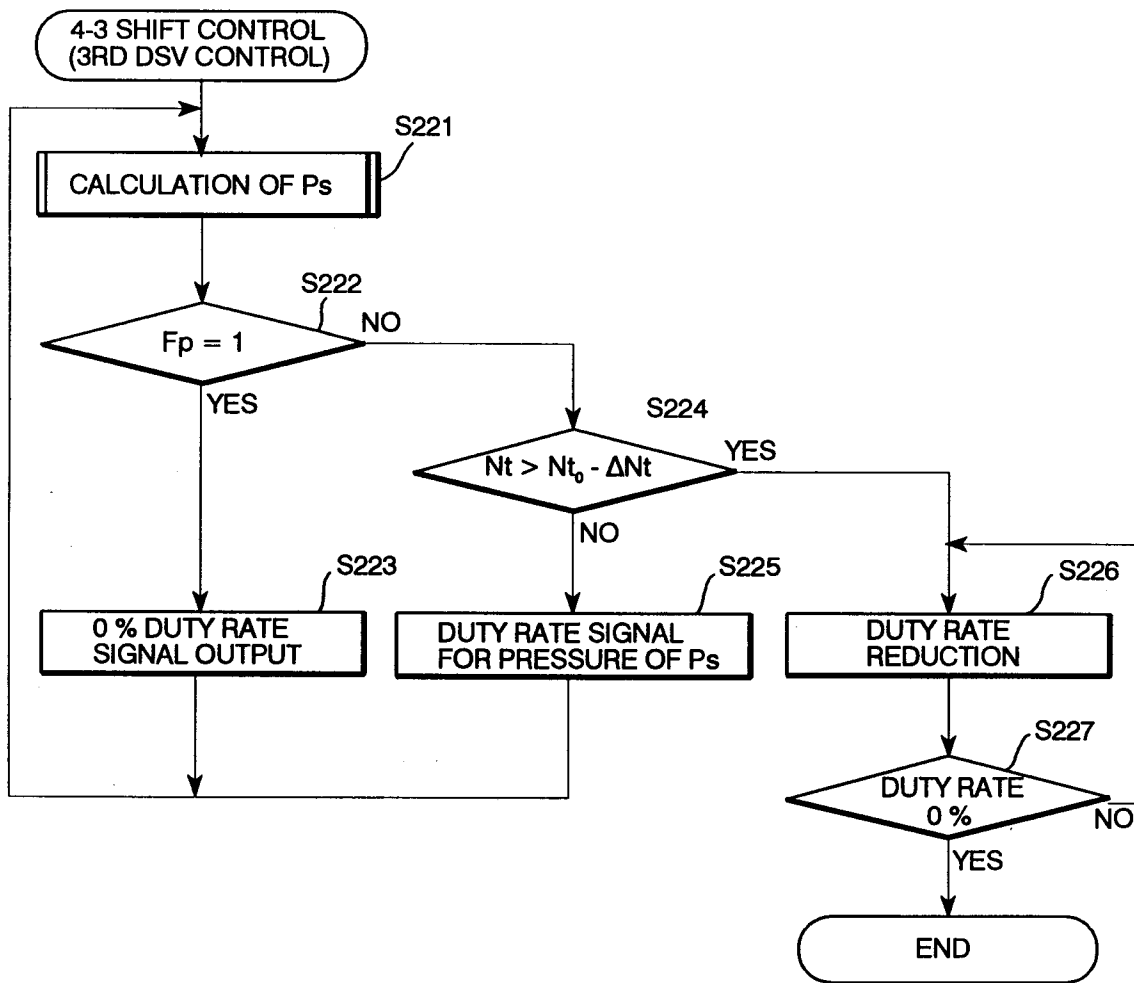 4-3 SHIFT CONTROL
(3RD DSV CONTROL)
S221
CALCULATION OF Ps
S222
Fp = 1
NO
YES
S224
Nt > Nt₀ - ΔNt
YES
NO
S223
0 % DUTY RATE
SIGNAL OUTPUT
S225
DUTY RATE SIGNAL
FOR PRESSURE OF Ps
S226
DUTY RATE
REDUCTION
S227
DUTY RATE
0 %
NO
YES
END